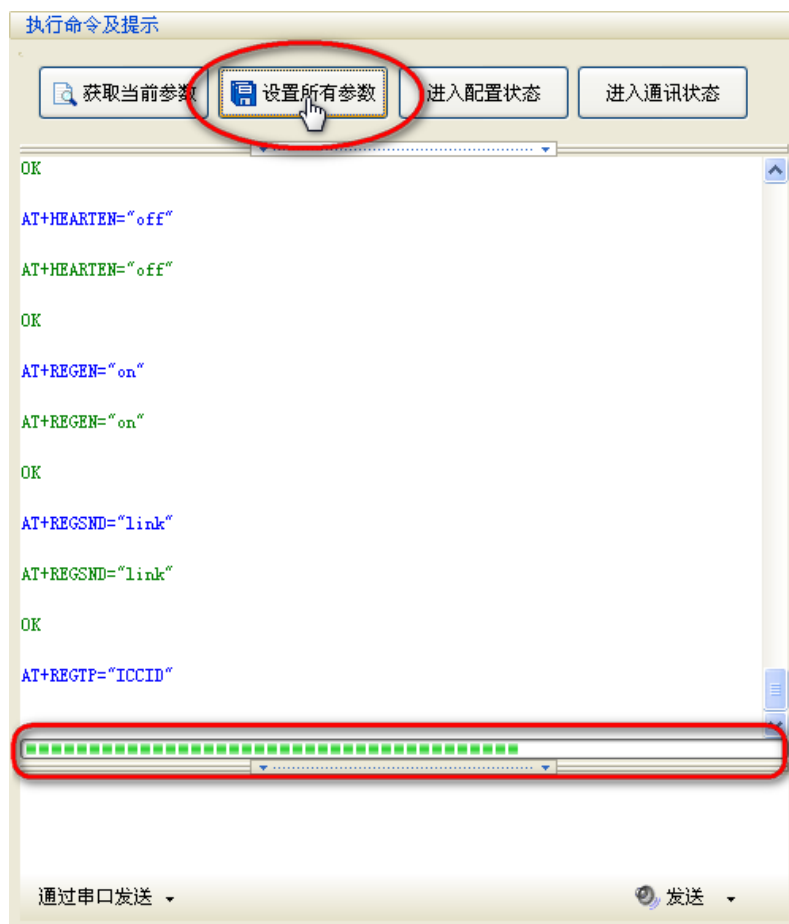 执行命令及提示
获取当前参数 设置所有参数 进入配置状态 进入通讯状态
OK
AT+HEARTEN="off"
AT+HEARTEN="off"
OK
AT+REGEN="on"
AT+REGEN="on"
OK
AT+REGSND="link"
AT+REGSND="link"
OK
AT+REGTP="ICCID"
通过串口发送 发送